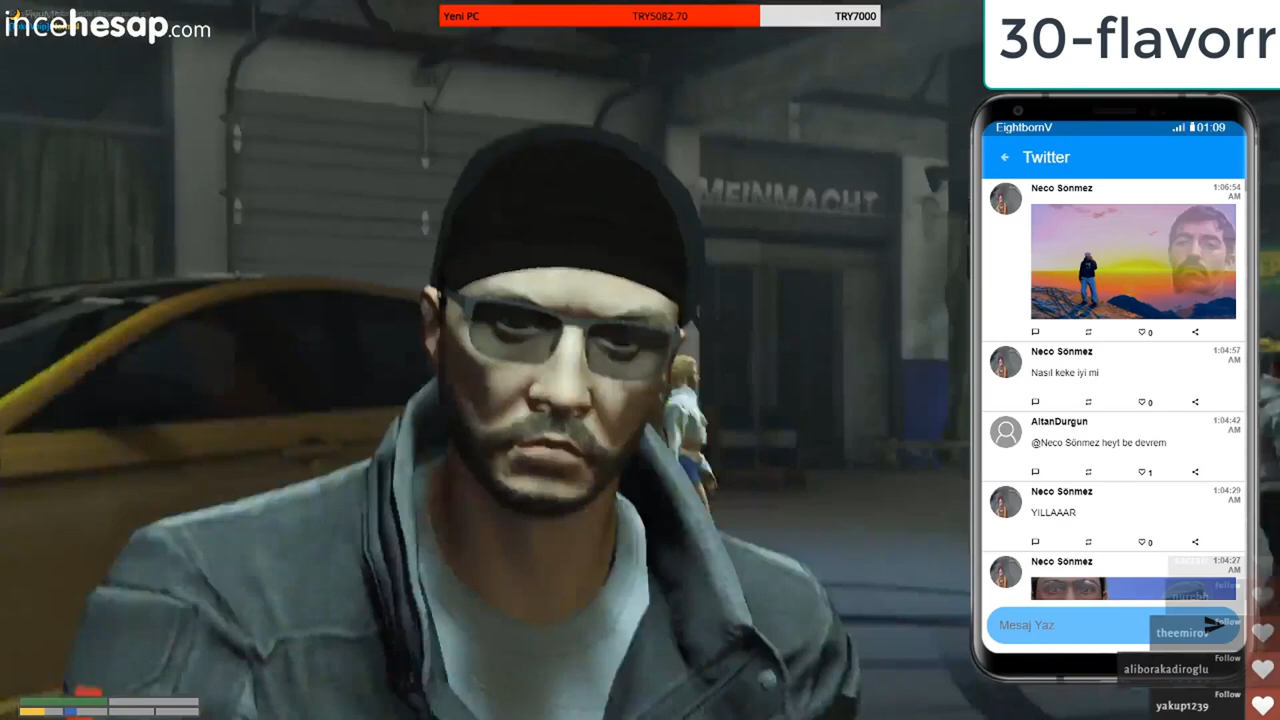 incehesap.com
Yeni PC TRY5082.70 TRY7000
30-flavorr
EightbornV 01:09
Twitter
Neco Sönmez 1:06:54 AM
0
Neco Sönmez 1:04:57 AM
Nasıl keke iyi mi
0
AltanDurgun 1:04:42 AM
@Neco Sönmez heyt be devrem
1
Neco Sönmez 1:04:29 AM
YILLAAAR
0
Neco Sönmez 1:04:27 AM
Follow
Mesaj Yaz
Follow
theemirov
Follow
aliborakadiroglu
Follow
yakup1239
MEINMACHT